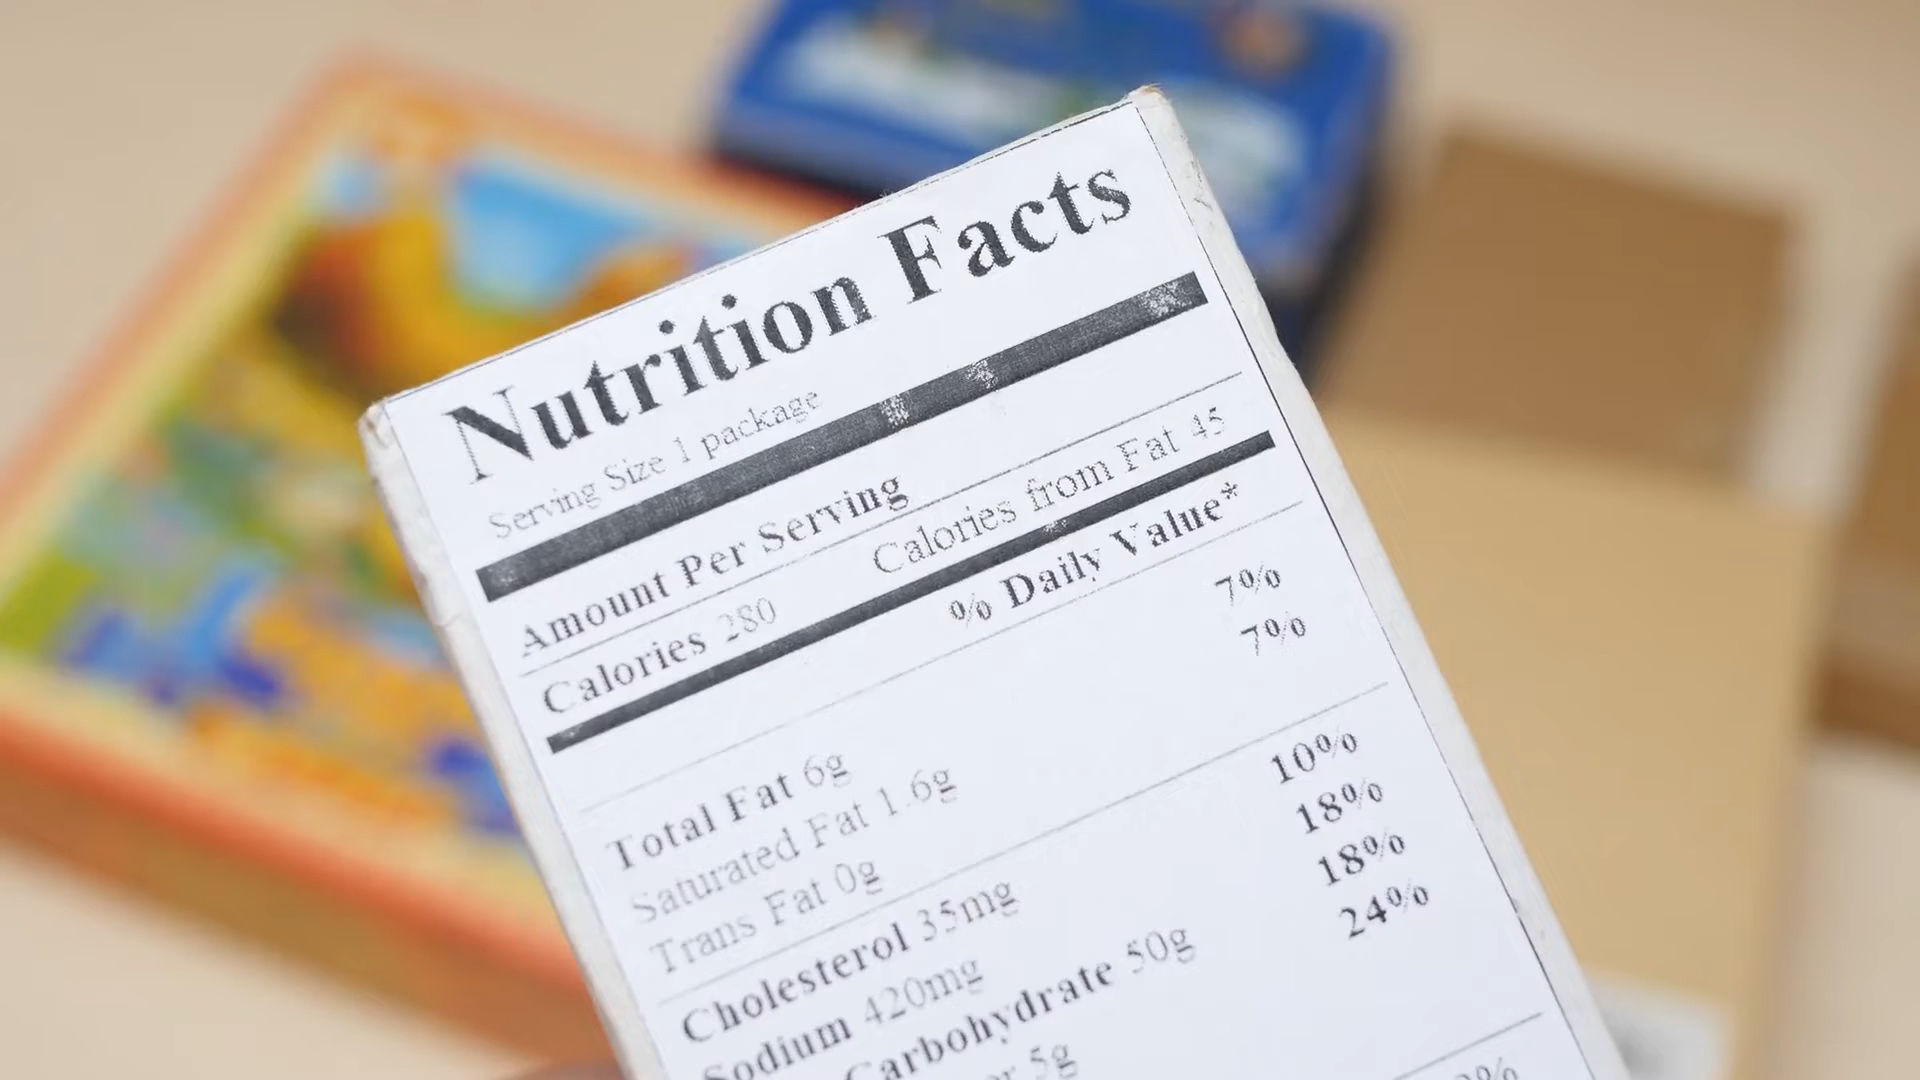 Nutrition Facts
Serving Size 1 package
Amount Per Serving
Calories 280 Calories from Fat 45
% Daily Value*
Total Fat 6g 7%
Saturated Fat 1.6g 7%
Trans Fat 0g
Cholesterol 35mg 10%
Sodium 420mg 18%
Carbohydrate 50g 18%
5g 24%